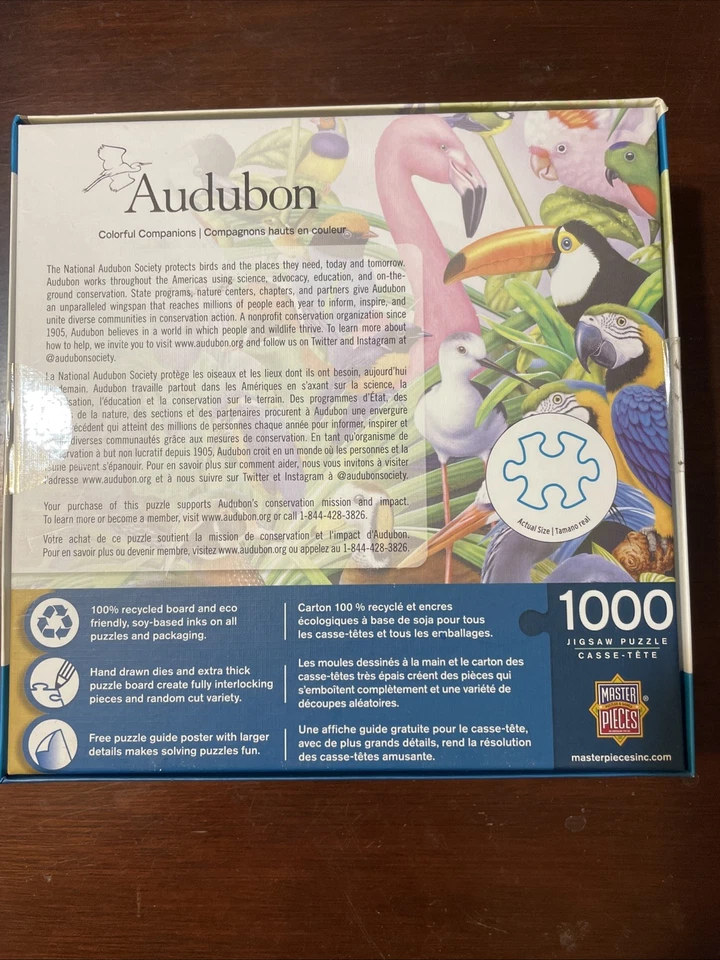 Audubon
Colorful Companions | Compagnons hauts en couleur
The National Audubon Society protects birds and the places they need, today and tomorrow.
Audubon works throughout the Americas using science, advocacy, education, and on-the-
ground conservation. State programs, nature centers, chapters, and partners give Audubon
an unparalleled wingspan that reaches millions of people each year to inform, inspire, and
unite diverse communities in conservation action. A nonprofit conservation organization since
1905, Audubon believes in a world in which people and wildlife thrive. To learn more about
how to help, we invite you to visit www.audubon.org and follow us on Twitter and Instagram at
@audubonsociety.
La National Audubon Society protège les oiseaux et les lieux dont ils ont besoin, aujourd'hui
demain. Audubon travaille partout dans les Amériques en s'axant sur la science, la
sation, l'éducation et la conservation sur le terrain. Des programmes d'État, des
de la nature, des sections et des partenaires procurent à Audubon une envergure
écédent qui atteint des millions de personnes chaque année pour informer, inspirer et
diverses communautés grâce aux mesures de conservation. En tant qu'organisme de
ervation à but non lucratif depuis 1905, Audubon croit en un monde où les personnes et la
peuvent s'épanouir. Pour en savoir plus sur comment aider, nous vous invitons à visiter
l'adresse www.audubon.org et à nous suivre sur Twitter et Instagram à @audubonsociety.
Your purchase of this puzzle supports Audubon's conservation mission and impact.
To learn more or become a member, visit www.audubon.org or call 1-844-428-3826.
Votre achat de ce puzzle soutient la mission de conservation et l'impact d'Audubon.
Pour en savoir plus ou devenir membre, visitez www.audubon.org ou appelez au 1-844-428-3826.
Actual Size | Tamano real
100% recycled board and eco
friendly, soy-based inks on all
puzzles and packaging.
Carton 100 % recyclé et encres
écologiques à base de soja pour tous
les casse-têtes et tous les emballages.
Hand drawn dies and extra thick
puzzle board create fully interlocking
pieces and random cut variety.
Les moules dessinés à la main et le carton des
casse-têtes très épais créent des pièces qui
s'emboîtent complètement et une variété de
découpes aléatoires.
Free puzzle guide poster with larger
details makes solving puzzles fun.
Une affiche guide gratuite pour le casse-tête,
avec de plus grands détails, rend la résolution
des casse-têtes amusante.
1000
JIGSAW PUZZLE
CASSE-TÊTE
MASTER
PIECES
®
masterpiecesinc.com